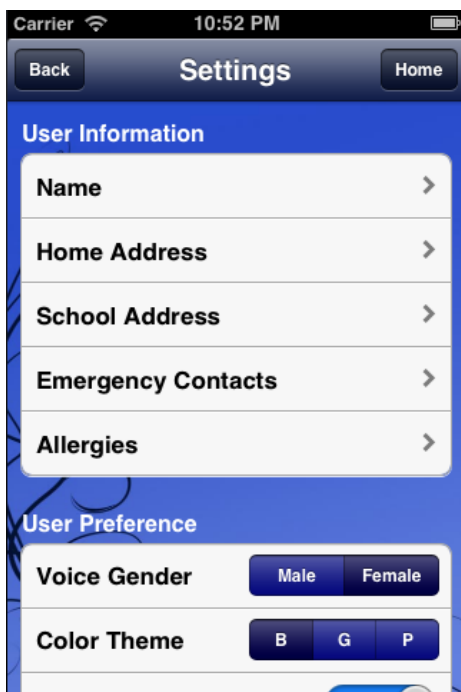 Carrier 10:52 PM
Back Settings Home
User Information
Name
Home Address
School Address
Emergency Contacts
Allergies
User Preference
Voice Gender Male Female
Color Theme B G P